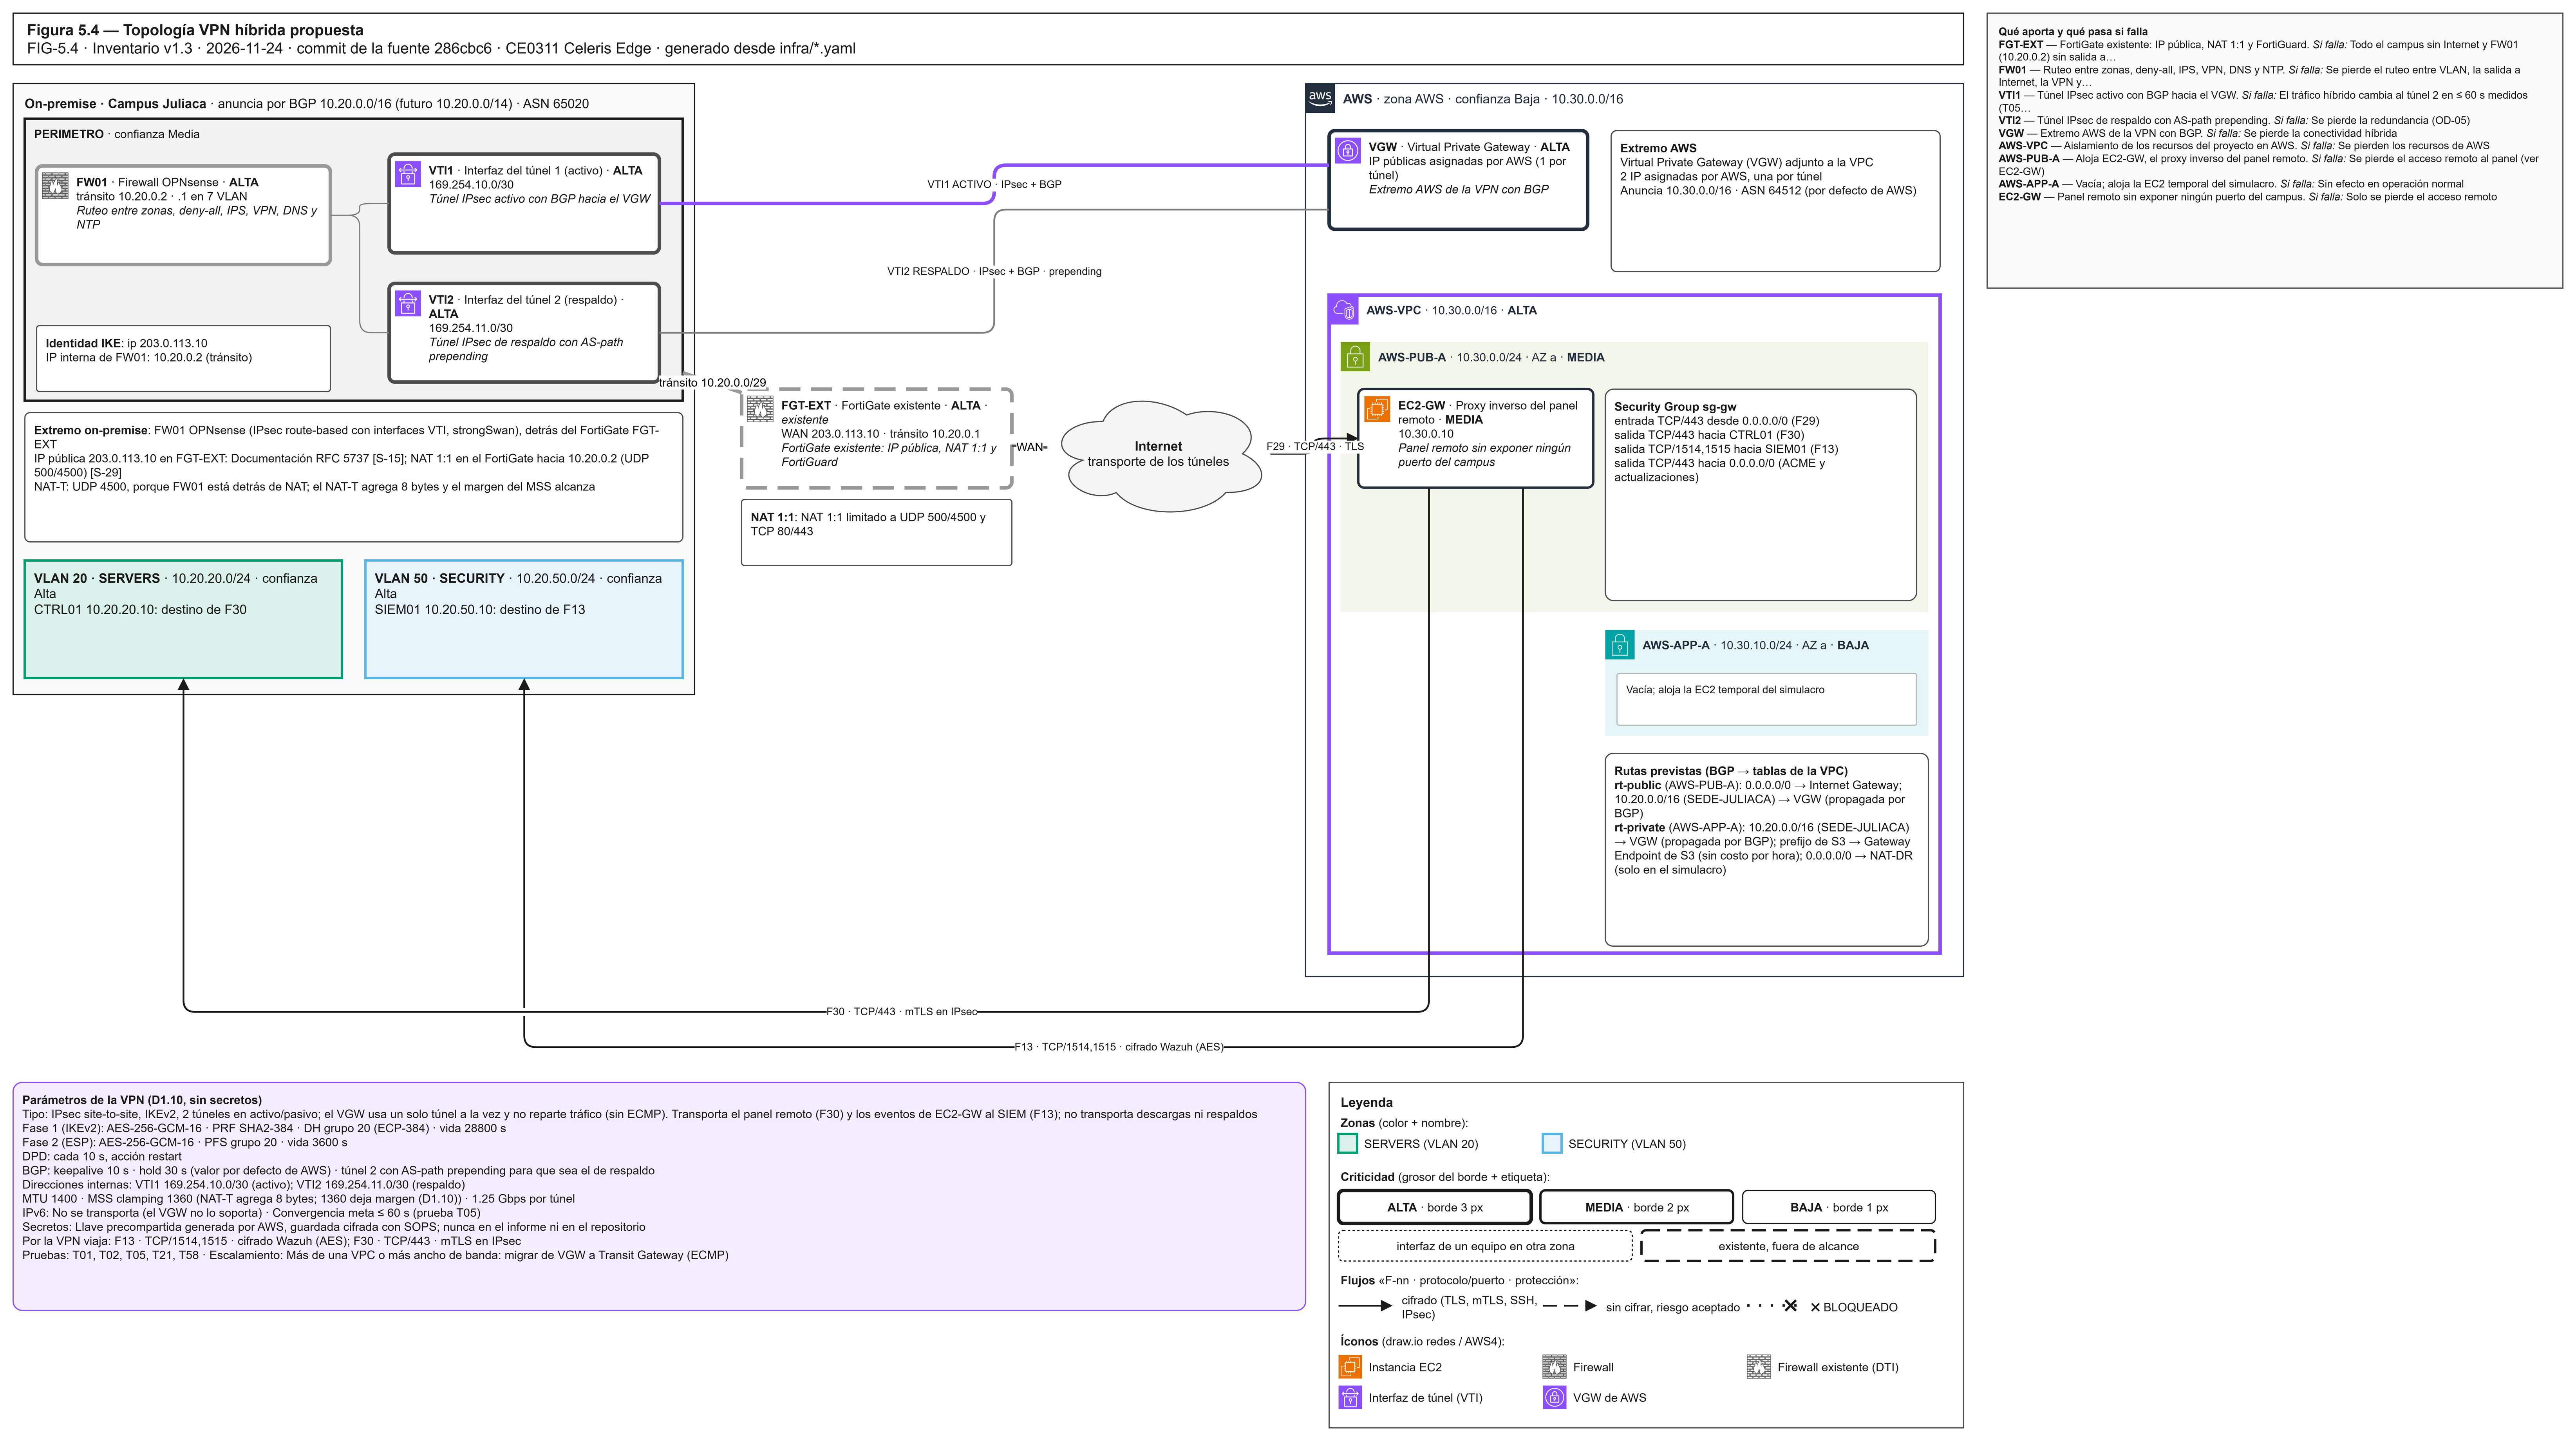 Figura 5.4 — Topología VPN híbrida propuesta
FIG-5.4 · Inventario v1.3 · 2026-11-24 · commit de la fuente 286cbc6 · CE0311 Celeris Edge · generado desde infra/*.yaml
Qué aporta y qué pasa si falla
FGT-EXT — FortiGate existente: IP pública, NAT 1:1 y FortiGuard. Si falla: Todo el campus sin Internet y FW01
(10.20.0.2) sin salida a…
FW01 — Ruteo entre zonas, deny-all, IPS, VPN, DNS y NTP. Si falla: Se pierde el ruteo entre VLAN, la salida a
Internet, la VPN y…
VTI1 — Túnel IPsec activo con BGP hacia el VGW. Si falla: El tráfico híbrido cambia al túnel 2 en ≤ 60 s medidos
(T05…
VTI2 — Túnel IPsec de respaldo con AS-path prepending. Si falla: Se pierde la redundancia (OD-05)
VGW — Extremo AWS de la VPN con BGP. Si falla: Se pierde la conectividad híbrida
AWS-VPC — Aislamiento de los recursos del proyecto en AWS. Si falla: Se pierden los recursos de AWS
AWS-PUB-A — Aloja EC2-GW, el proxy inverso del panel remoto. Si falla: Se pierde el acceso remoto al panel (ver
EC2-GW)
AWS-APP-A — Vacía; aloja la EC2 temporal del simulacro. Si falla: Sin efecto en operación normal
EC2-GW — Panel remoto sin exponer ningún puerto del campus. Si falla: Solo se pierde el acceso remoto
On-premise · Campus Juliaca · anuncia por BGP 10.20.0.0/16 (futuro 10.20.0.0/14) · ASN 65020
PERIMETRO · confianza Media
FW01 · Firewall OPNsense · ALTA
tránsito 10.20.0.2 · .1 en 7 VLAN
Ruteo entre zonas, deny-all, IPS, VPN, DNS y
NTP
VTI1 · Interfaz del túnel 1 (activo) · ALTA
169.254.10.0/30
Túnel IPsec activo con BGP hacia el VGW
VTI2 · Interfaz del túnel 2 (respaldo) ·
ALTA
169.254.11.0/30
Túnel IPsec de respaldo con AS-path
prepending
Identidad IKE: ip 203.0.113.10
IP interna de FW01: 10.20.0.2 (tránsito)
Extremo on-premise: FW01 OPNsense (IPsec route-based con interfaces VTI, strongSwan), detrás del FortiGate FGT-
EXT
IP pública 203.0.113.10 en FGT-EXT: Documentación RFC 5737 [S-15]; NAT 1:1 en el FortiGate hacia 10.20.0.2 (UDP
500/4500) [S-29]
NAT-T: UDP 4500, porque FW01 está detrás de NAT; el NAT-T agrega 8 bytes y el margen del MSS alcanza
VLAN 20 · SERVERS · 10.20.20.0/24 · confianza
Alta
CTRL01 10.20.20.10: destino de F30
VLAN 50 · SECURITY · 10.20.50.0/24 · confianza
Alta
SIEM01 10.20.50.10: destino de F13
VTI1 ACTIVO · IPsec + BGP
VTI2 RESPALDO · IPsec + BGP · prepending
tránsito 10.20.0.0/29
FGT-EXT · FortiGate existente · ALTA ·
existente
WAN 203.0.113.10 · tránsito 10.20.0.1
FortiGate existente: IP pública, NAT 1:1 y
FortiGuard
NAT 1:1: NAT 1:1 limitado a UDP 500/4500 y
TCP 80/443
WAN
Internet
transporte de los túneles
F29 · TCP/443 · TLS
aws
AWS · zona AWS · confianza Baja · 10.30.0.0/16
VGW · Virtual Private Gateway · ALTA
IP públicas asignadas por AWS (1 por
túnel)
Extremo AWS de la VPN con BGP
Extremo AWS
Virtual Private Gateway (VGW) adjunto a la VPC
2 IP asignadas por AWS, una por túnel
Anuncia 10.30.0.0/16 · ASN 64512 (por defecto de AWS)
AWS-VPC · 10.30.0.0/16 · ALTA
AWS-PUB-A · 10.30.0.0/24 · AZ a · MEDIA
EC2-GW · Proxy inverso del panel
remoto · MEDIA
10.30.0.10
Panel remoto sin exponer ningún
puerto del campus
Security Group sg-gw
entrada TCP/443 desde 0.0.0.0/0 (F29)
salida TCP/443 hacia CTRL01 (F30)
salida TCP/1514,1515 hacia SIEM01 (F13)
salida TCP/443 hacia 0.0.0.0/0 (ACME y
actualizaciones)
AWS-APP-A · 10.30.10.0/24 · AZ a · BAJA
Vacía; aloja la EC2 temporal del simulacro
Rutas previstas (BGP → tablas de la VPC)
rt-public (AWS-PUB-A): 0.0.0.0/0 → Internet Gateway;
10.20.0.0/16 (SEDE-JULIACA) → VGW (propagada por
BGP)
rt-private (AWS-APP-A): 10.20.0.0/16 (SEDE-JULIACA)
→ VGW (propagada por BGP); prefijo de S3 → Gateway
Endpoint de S3 (sin costo por hora); 0.0.0.0/0 → NAT-DR
(solo en el simulacro)
F30 · TCP/443 · mTLS en IPsec
F13 · TCP/1514,1515 · cifrado Wazuh (AES)
Parámetros de la VPN (D1.10, sin secretos)
Tipo: IPsec site-to-site, IKEv2, 2 túneles en activo/pasivo; el VGW usa un solo túnel a la vez y no reparte tráfico (sin ECMP). Transporta el panel remoto (F30) y los eventos de EC2-GW al SIEM (F13); no transporta descargas ni respaldos
Fase 1 (IKEv2): AES-256-GCM-16 · PRF SHA2-384 · DH grupo 20 (ECP-384) · vida 28800 s
Fase 2 (ESP): AES-256-GCM-16 · PFS grupo 20 · vida 3600 s
DPD: cada 10 s, acción restart
BGP: keepalive 10 s · hold 30 s (valor por defecto de AWS) · túnel 2 con AS-path prepending para que sea el de respaldo
Direcciones internas: VTI1 169.254.10.0/30 (activo); VTI2 169.254.11.0/30 (respaldo)
MTU 1400 · MSS clamping 1360 (NAT-T agrega 8 bytes; 1360 deja margen (D1.10)) · 1.25 Gbps por túnel
IPv6: No se transporta (el VGW no lo soporta) · Convergencia meta ≤ 60 s (prueba T05)
Secretos: Llave precompartida generada por AWS, guardada cifrada con SOPS; nunca en el informe ni en el repositorio
Por la VPN viaja: F13 · TCP/1514,1515 · cifrado Wazuh (AES); F30 · TCP/443 · mTLS en IPsec
Pruebas: T01, T02, T05, T21, T58 · Escalamiento: Más de una VPC o más ancho de banda: migrar de VGW a Transit Gateway (ECMP)
Leyenda
Zonas (color + nombre):
SERVERS (VLAN 20)
SECURITY (VLAN 50)
Criticidad (grosor del borde + etiqueta):
ALTA · borde 3 px
MEDIA · borde 2 px
BAJA · borde 1 px
interfaz de un equipo en otra zona
existente, fuera de alcance
Flujos «F-nn · protocolo/puerto · protección»:
cifrado (TLS, mTLS, SSH,
IPsec)
sin cifrar, riesgo aceptado
✕ BLOQUEADO
Íconos (draw.io redes / AWS4):
Instancia EC2
Firewall
Firewall existente (DTI)
Interfaz de túnel (VTI)
VGW de AWS